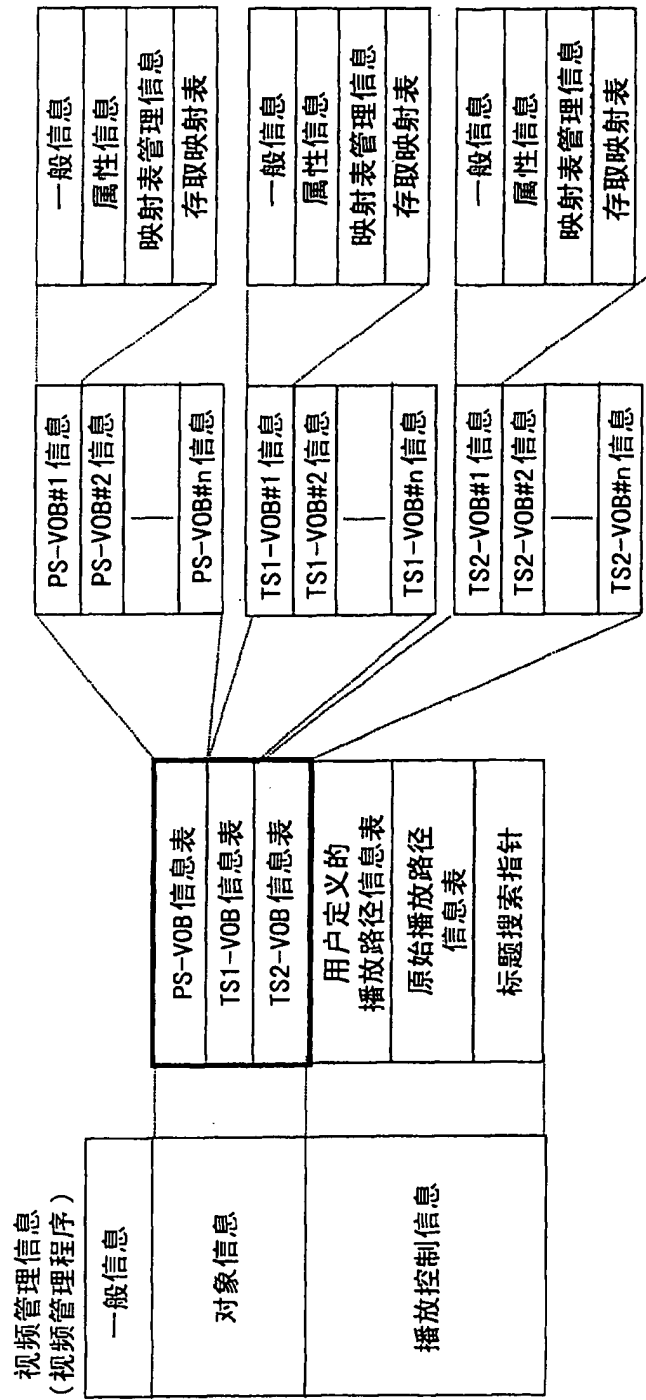 视频管理信息
(视频管理程序)
一般信息
对象信息
播放控制信息
PS-VOB信息表
TS1-VOB信息表
TS2-VOB信息表
用户定义的
播放路径信息表
原始播放路径
信息表
标题搜索指针
PS-VOB#1信息
PS-VOB#2信息
PS-VOB#n信息
TS1-VOB#1信息
TS1-VOB#2信息
TS1-VOB#n信息
TS2-VOB#1信息
TS2-VOB#2信息
TS2-VOB#n信息
一般信息
属性信息
映射表管理信息
存取映射表
一般信息
属性信息
映射表管理信息
存取映射表
一般信息
属性信息
映射表管理信息
存取映射表